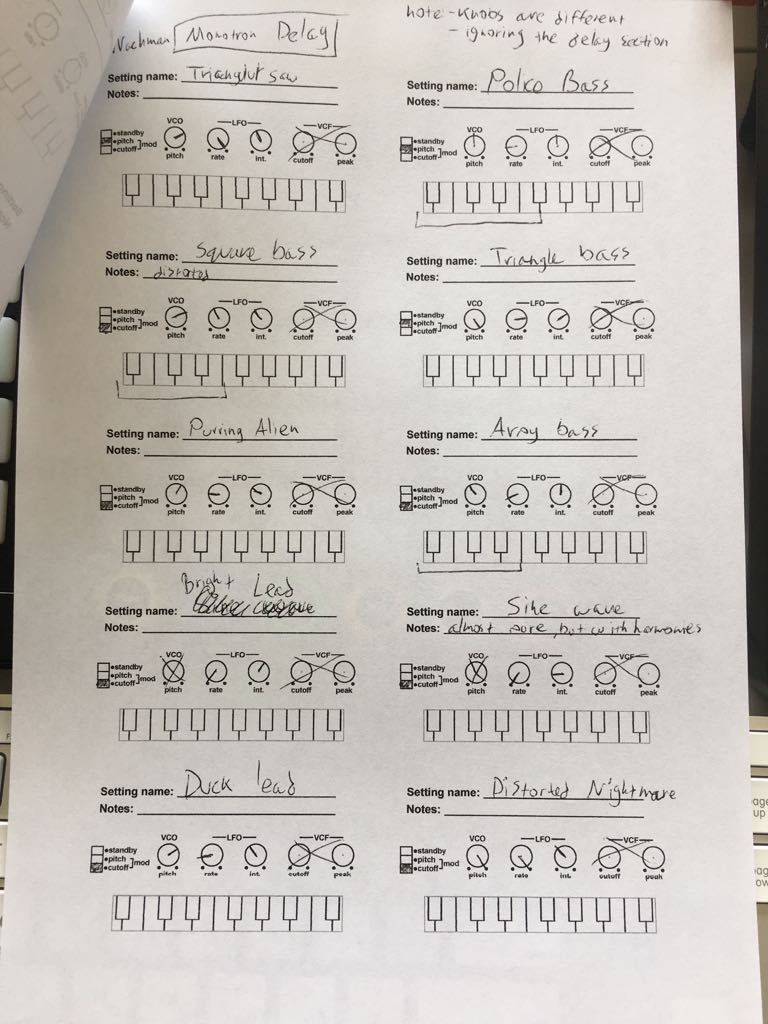 Nachman Monotron Delay
note - Knobs are different
- ignoring the delay section
Setting name: Trianglut saw
Notes:
standby
pitch
cutoff
mod
VCO
LFO
VCF
pitch
rate
int.
cutoff
peak
Setting name: Polko Bass
Notes:
standby
pitch
cutoff
mod
VCO
LFO
VCF
pitch
rate
int.
cutoff
peak
Setting name: Square bass
Notes: distrated
standby
pitch
cutoff
mod
VCO
LFO
VCF
pitch
rate
int.
cutoff
peak
Setting name: Triangle bass
Notes:
standby
pitch
cutoff
mod
VCO
LFO
VCF
pitch
rate
int.
cutoff
peak
Setting name: Purring Alien
Notes:
standby
pitch
cutoff
mod
VCO
LFO
VCF
pitch
rate
int.
cutoff
peak
Setting name: Arpy bass
Notes:
standby
pitch
cutoff
mod
VCO
LFO
VCF
pitch
rate
int.
cutoff
peak
Bright Lead
Setting name:
Notes:
standby
pitch
cutoff
mod
VCO
LFO
VCF
pitch
rate
int.
cutoff
peak
Setting name: Sine wave
Notes: almost pure, but with harmonies
standby
pitch
cutoff
mod
VCO
LFO
VCF
pitch
rate
int.
cutoff
peak
Setting name: Duck lead
Notes:
standby
pitch
cutoff
mod
VCO
LFO
VCF
pitch
rate
int.
cutoff
peak
Setting name: Distorted Nightmare
Notes:
standby
pitch
cutoff
mod
VCO
LFO
VCF
pitch
rate
int.
cutoff
peak